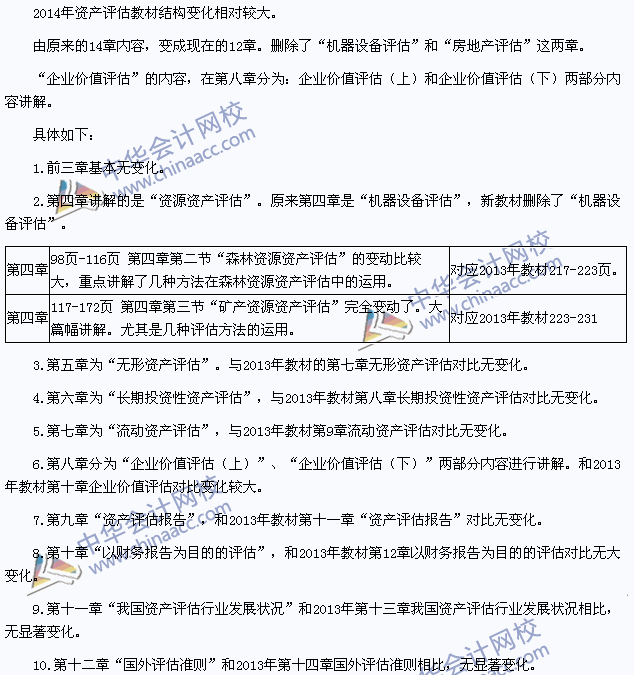 2014年资产评估教材结构变化相对较大。
由原来的14章内容，变成现在的12章。删除了“机器设备评估”和“房地产评估”这两章。
“企业价值评估”的内容，在第八章分为：企业价值评估（上）和企业价值评估（下）两部分内
容讲解。
具体如下：
1.前三章基本无变化。
2.第四章讲解的是“资源资产评估”。原来第四章是“机器设备评估”，新教材删除了“机器设
备评估”。
第四章 98页-116页 第四章第二节“森林资源资产评估”的变动比较 对应2013年教材217-223页。
大，重点讲解了几种方法在森林资源资产评估中的运用。
第四章 117-172页 第四章第三节“矿产资源资产评估”完全变动了。大 对应2013年教材223-231
篇幅讲解。尤其是几种评估方法的运用。
3.第五章为“无形资产评估”。与2013年教材的第七章无形资产评估对比无变化。
4.第六章为“长期投资性资产评估”，与2013年教材第八章长期投资性资产评估对比无变化。
5.第七章为“流动资产评估”，与2013年教材第9章流动资产评估对比无变化。
6.第八章分为“企业价值评估（上）”、“企业价值评估（下）”两部分内容进行讲解。和2013
年教材第十章企业价值评估对比变化较大。
7.第九章“资产评估报告”，和2013年教材第十一章“资产评估报告”对比无变化。
8.第十章“以财务报告为目的的评估”，和2013年教材第12章以财务报告为目的的评估对比无大
变化。
9.第十一章“我国资产评估行业发展状况”和2013年第十三章我国资产评估行业发展状况相比，
无显著变化。
10.第十二章“国外评估准则”和2013年第十四章国外评估准则相比，无显著变化。
中华会计网校
www.chinaacc.com
中华会计网校
www.chinaacc.com
中华会计网校
www.chinaacc.com
中华会计网校
www.chinaacc.com